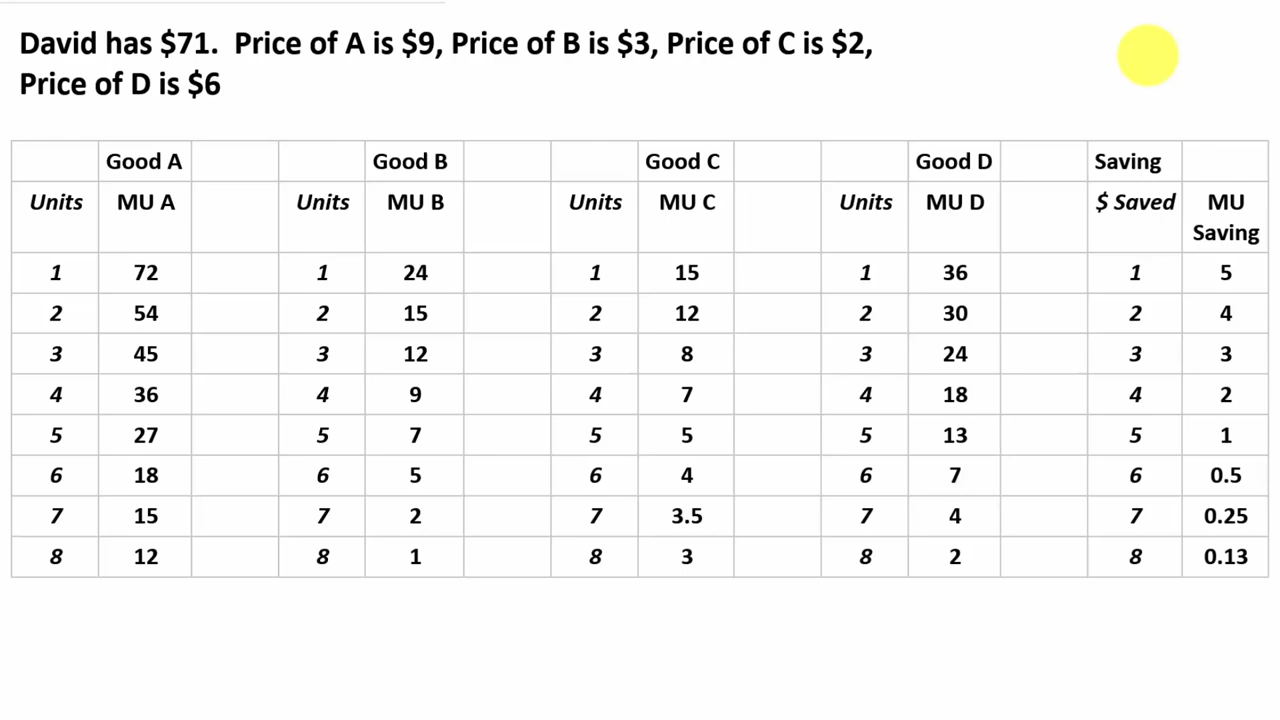 David has $71.  Price of A is $9, Price of B is $3, Price of C is $2,
Price of D is $6
Good A Good B Good C Good D Saving
Units MU A Units MU B Units MU C Units MU D $ Saved MU
Saving
1 72 1 24 1 15 1 36 1 5
2 54 2 15 2 12 2 30 2 4
3 45 3 12 3 8 3 24 3 3
4 36 4 9 4 7 4 18 4 2
5 27 5 7 5 5 5 13 5 1
6 18 6 5 6 4 6 7 6 0.5
7 15 7 2 7 3.5 7 4 7 0.25
8 12 8 1 8 3 8 2 8 0.13